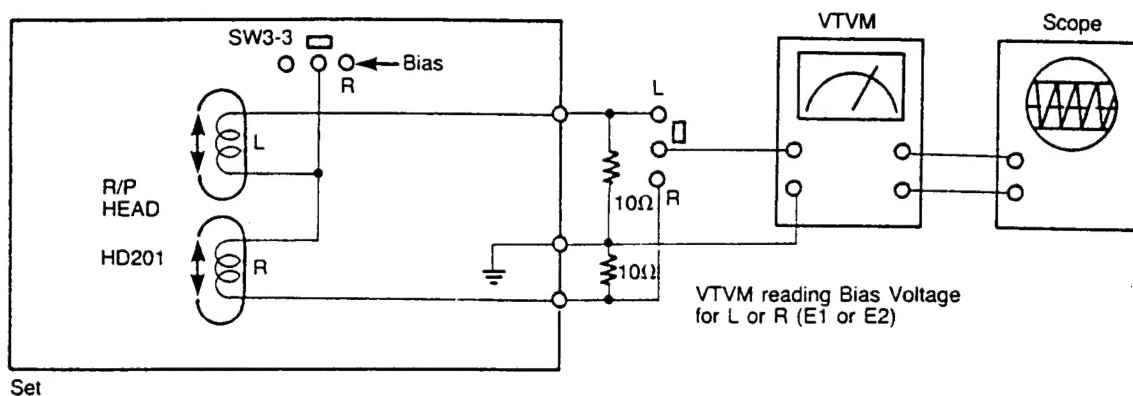 VTVM
Scope
SW3-3
Bias
R
L
L
R/P
HEAD
R
10Ω
HD201
R
10Ω
VTVM reading Bias Voltage
for L or R (E1 or E2)
Set